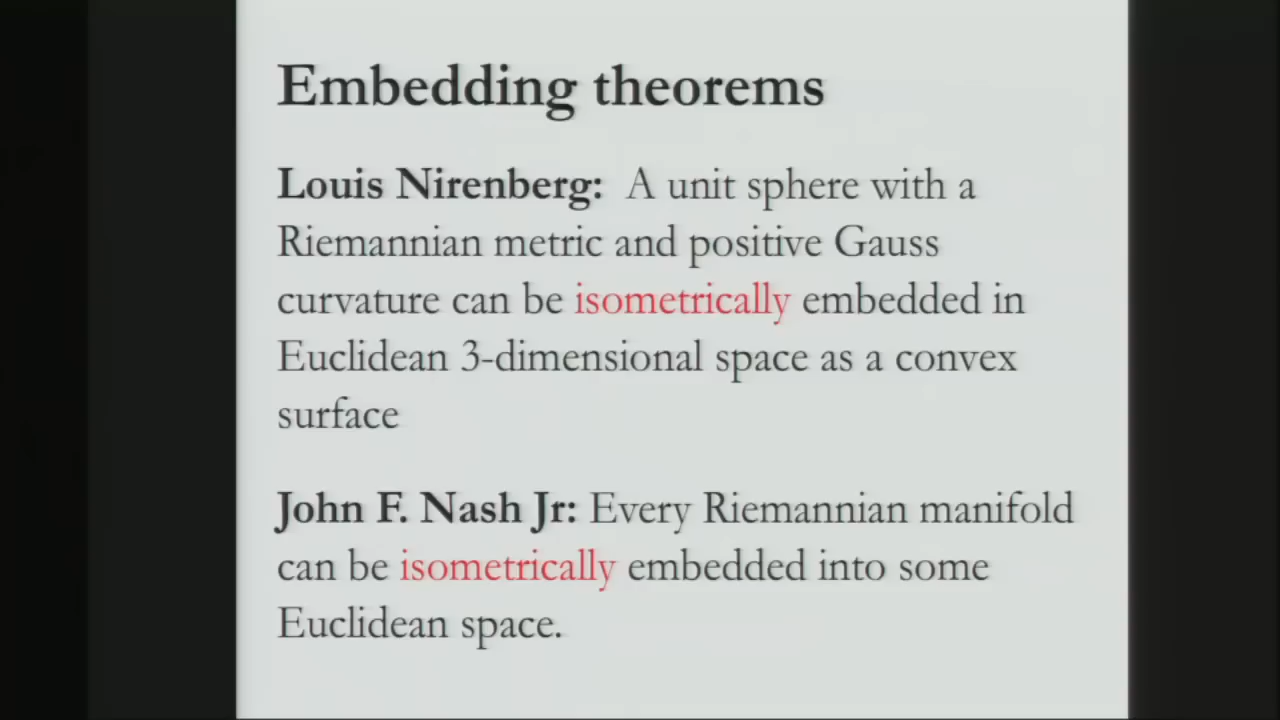 Embedding theorems
Louis Nirenberg: A unit sphere with a
Riemannian metric and positive Gauss
curvature can be isometrically embedded in
Euclidean 3-dimensional space as a convex
surface
John F. Nash Jr: Every Riemannian manifold
can be isometrically embedded into some
Euclidean space.